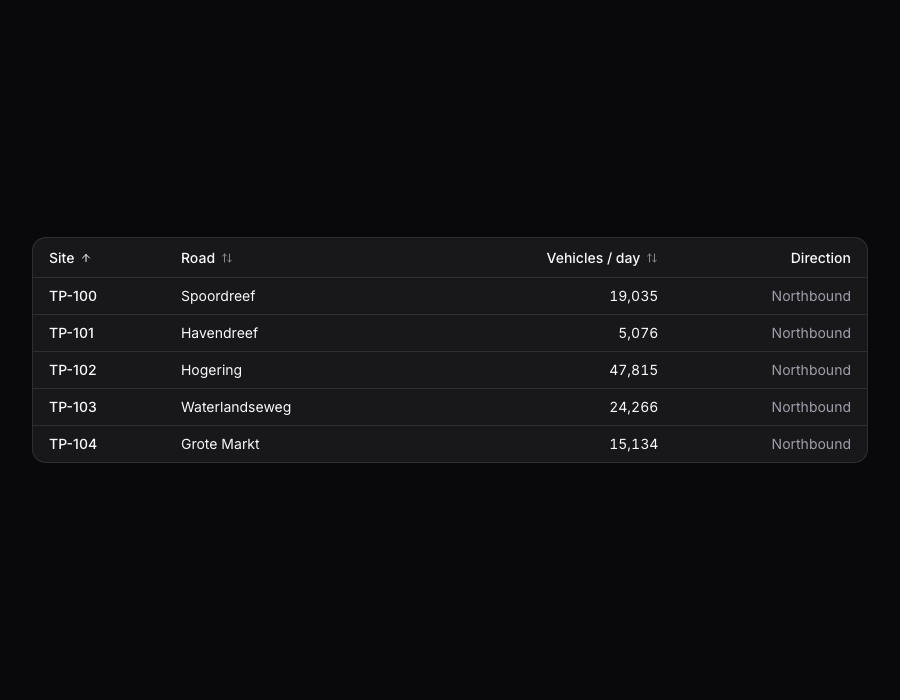 Site Road Vehicles / day Direction
TP-100 Spoordreef 19,035 Northbound
TP-101 Havendreef 5,076 Northbound
TP-102 Hogering 47,815 Northbound
TP-103 Waterlandseweg 24,266 Northbound
TP-104 Grote Markt 15,134 Northbound